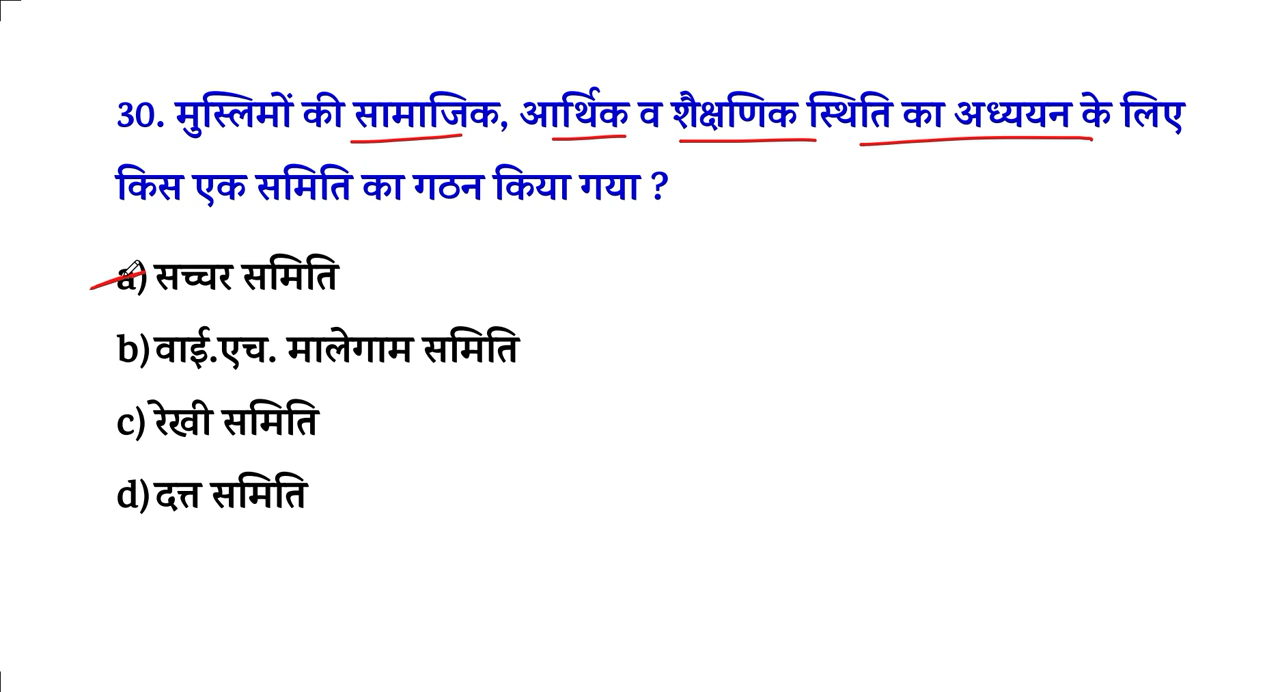 30. मुस्लिमों की सामाजिक, आर्थिक व शैक्षणिक स्थिति का अध्ययन के लिए
किस एक समिति का गठन किया गया ?
a) सच्चर समिति
b) वाई.एच. मालेगाम समिति
c) रेखी समिति
d) दत्त समिति